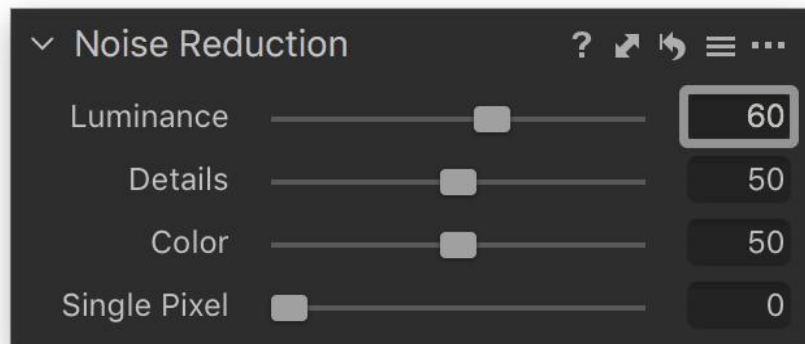 Noise Reduction ?
Luminance 60
Details 50
Color 50
Single Pixel 0